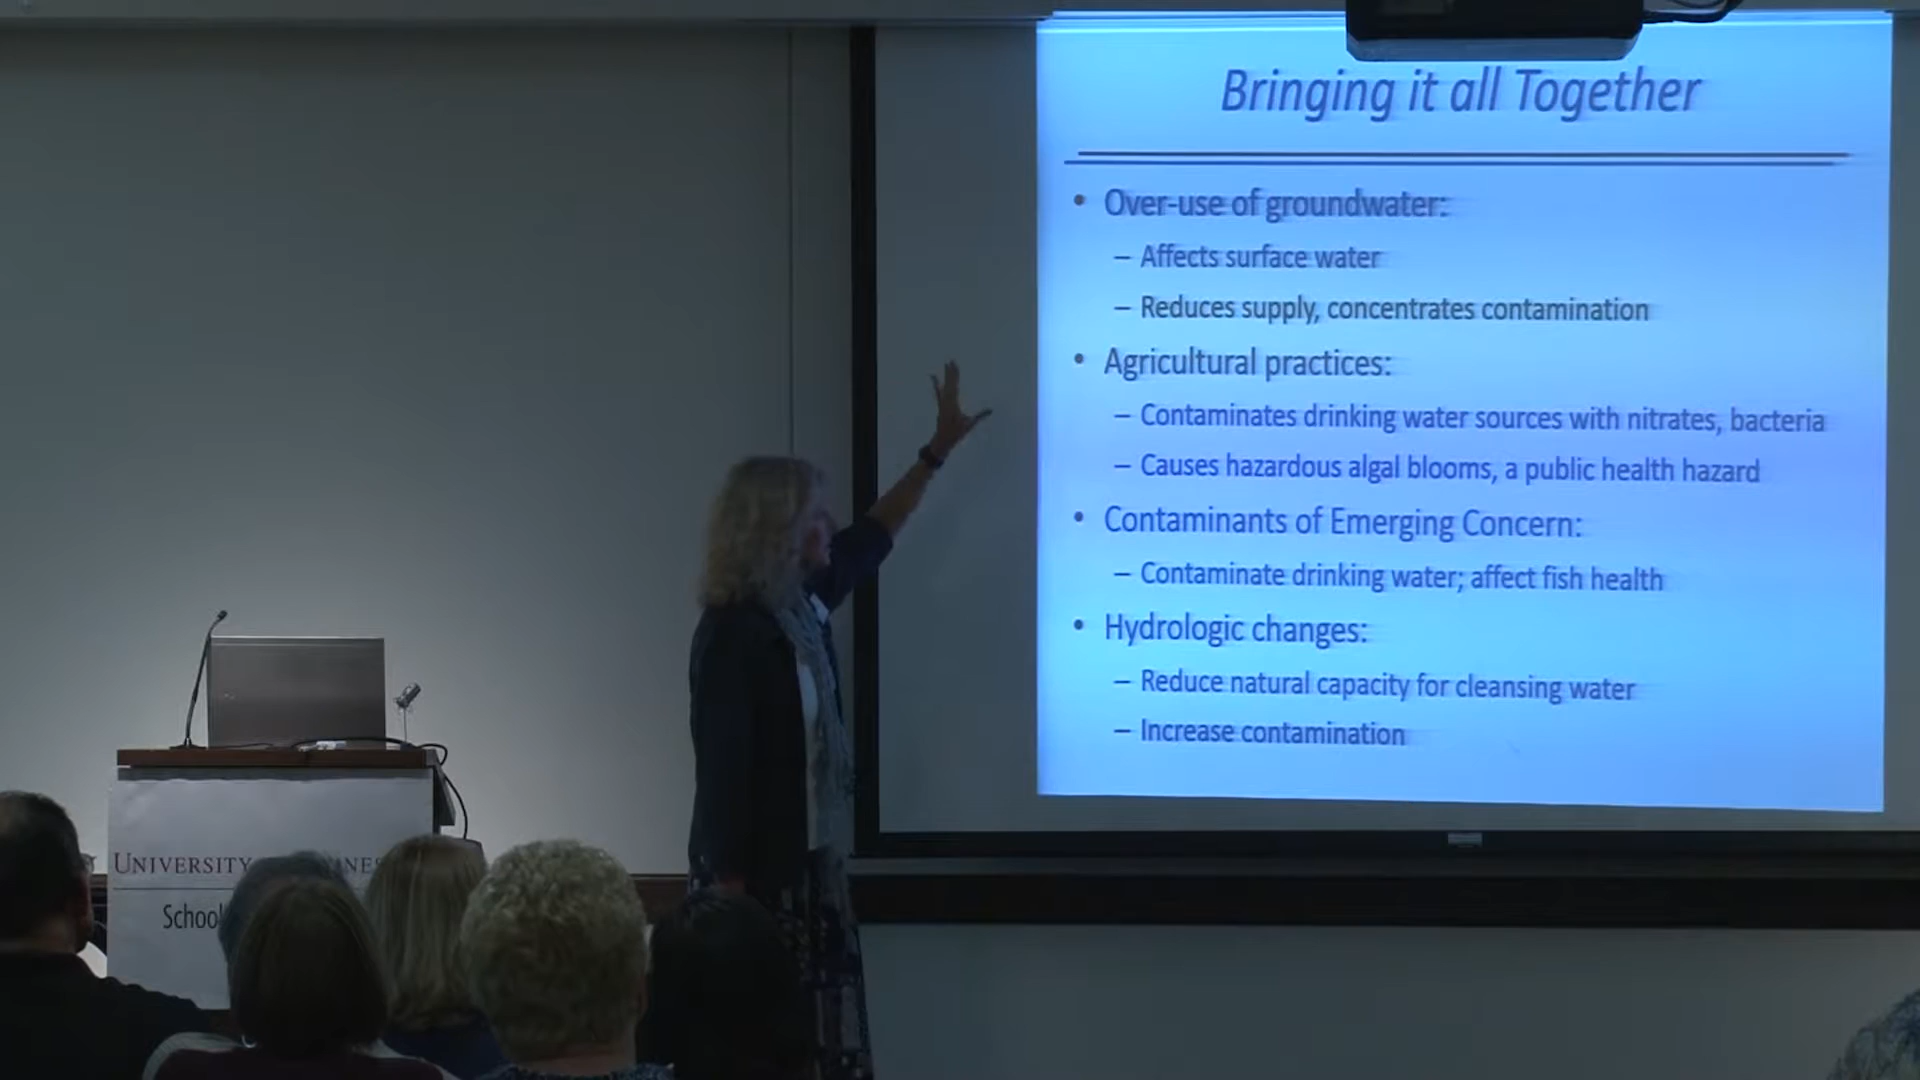 Bringing it all Together
• Over-use of groundwater:
– Affects surface water
– Reduces supply, concentrates contamination
• Agricultural practices:
– Contaminates drinking water sources with nitrates, bacteria
– Causes hazardous algal blooms, a public health hazard
• Contaminants of Emerging Concern:
– Contaminate drinking water; affect fish health
• Hydrologic changes:
– Reduce natural capacity for cleansing water
– Increase contamination
UNIVERSITY
School